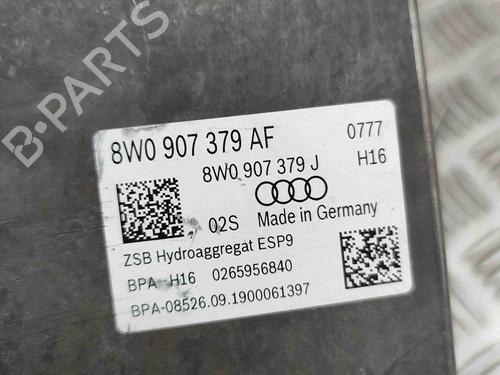 8W0 907 379 AF 0777
8W0 907 379 J H16
02S Made in Germany
ZSB Hydroaggregat ESP9
BPA H16 0265956840
BPA-08526.09.1900061397
B-PARTS